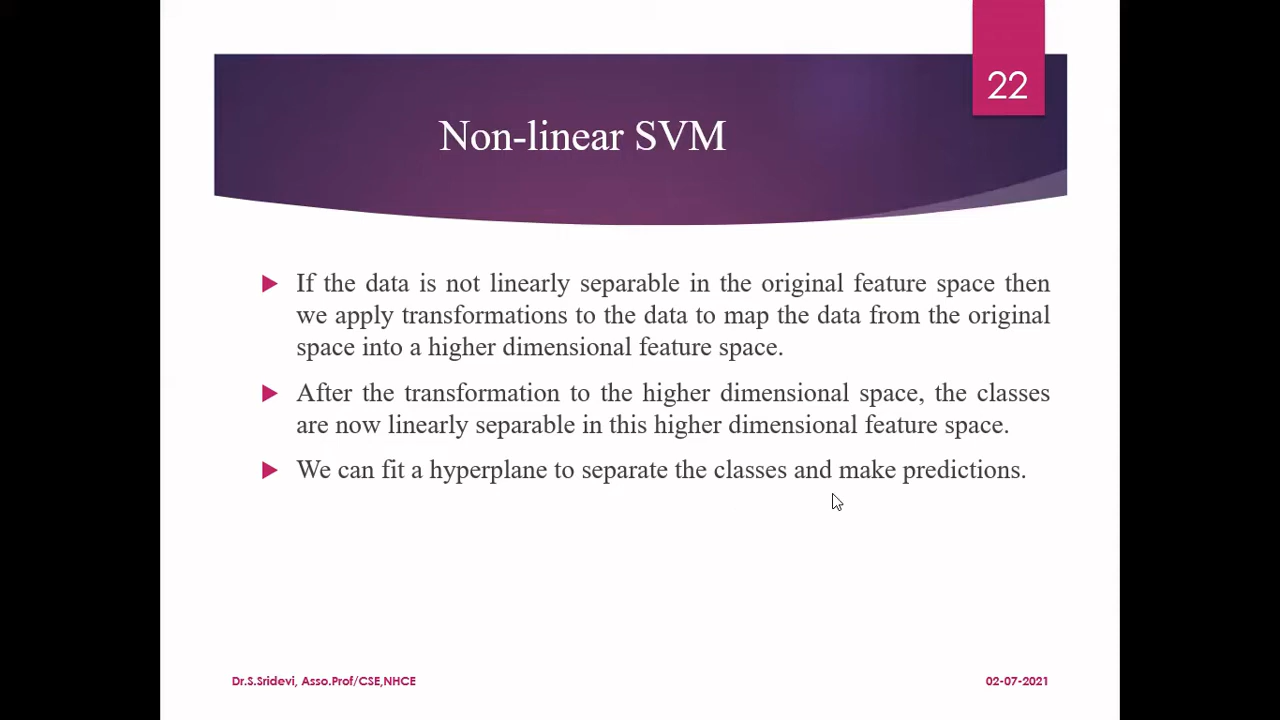 22
Non-linear SVM
If the data is not linearly separable in the original feature space then
we apply transformations to the data to map the data from the original
space into a higher dimensional feature space.
After the transformation to the higher dimensional space, the classes
are now linearly separable in this higher dimensional feature space.
We can fit a hyperplane to separate the classes and make predictions.
Dr.S.Sridevi, Asso.Prof/CSE,NHCE
02-07-2021